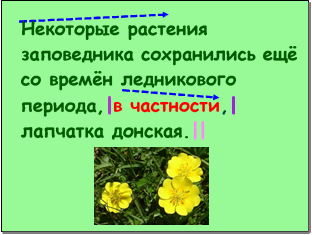 Некоторые растения
заповедника сохранились ещё
со времён ледникового
периода, в частности,
лапчатка донская.